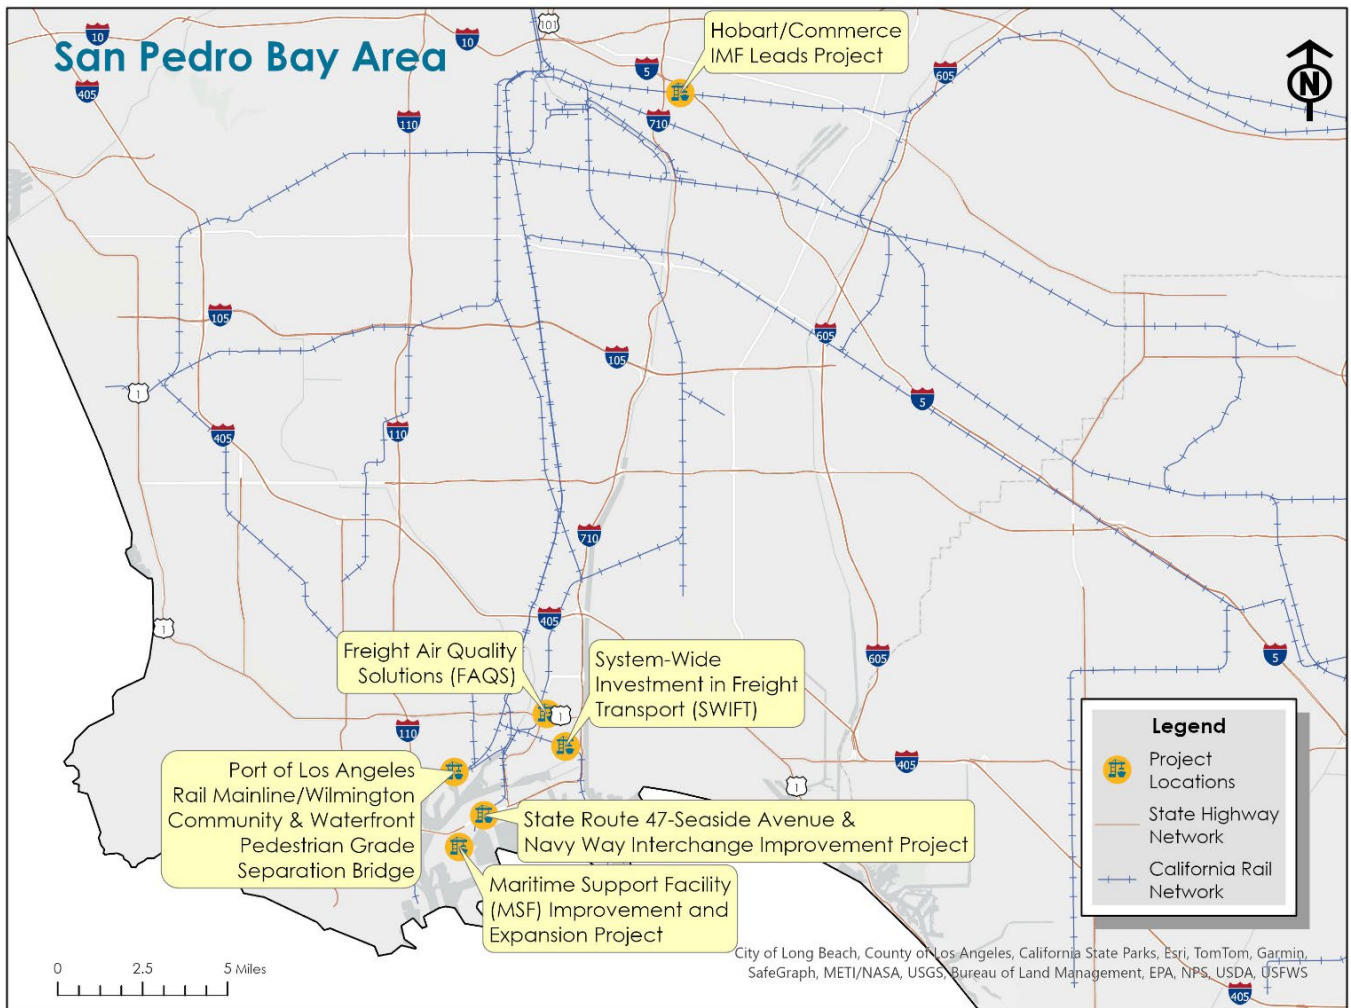 San Pedro Bay Area
10
10
101
Hobart/Commerce
IMF Leads Project
N
405
5
605
110
710
105
605
105
1
5
405
110
710
1
405
605
5
Freight Air Quality
Solutions (FAQS)
System-Wide
Investment in Freight
Transport (SWIFT)
1
110
405
1
Port of Los Angeles
Rail Mainline/Wilmington
Community & Waterfront
Pedestrian Grade
Separation Bridge
State Route 47-Seaside Avenue &
Navy Way Interchange Improvement Project
Maritime Support Facility
(MSF) Improvement and
Expansion Project
Legend
Project
Locations
State Highway
Network
California Rail
Network
0 2.5 5 Miles
City of Long Beach, County of Los Angeles, California State Parks, Esri, TomTom, Garmin,
SafeGraph, METI/NASA, USGS, Bureau of Land Management, EPA, NPS, USDA, USFWS
405